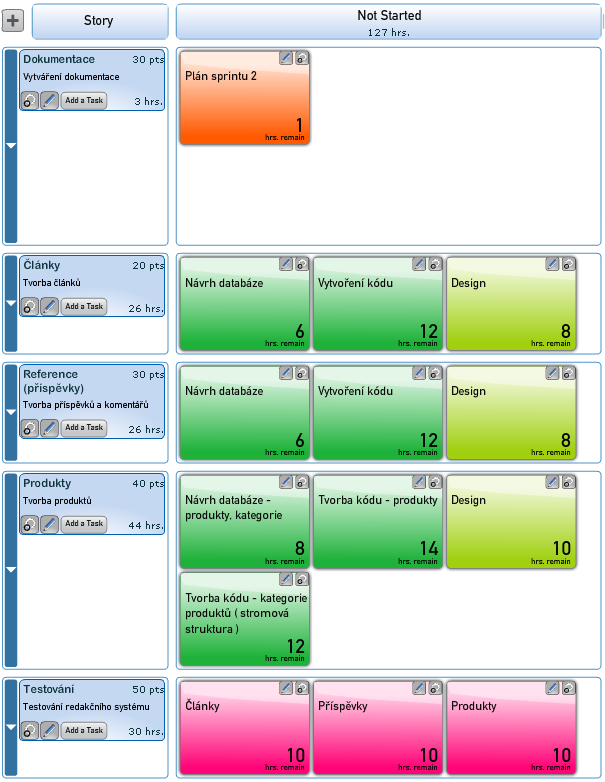 +
Story
Not Started
127 hrs.
Dokumentace 30 pts
Vytváření dokumentace
Add a Task 3 hrs.
Plán sprintu 2
1
hrs. remain
Články 20 pts
Tvorba článků
Add a Task 26 hrs.
Návrh databáze
6
hrs. remain
Vytvoření kódu
12
hrs. remain
Design
8
hrs. remain
Reference 30 pts
(příspěvky)
Tvorba příspěvků a komentářů
Add a Task 26 hrs.
Návrh databáze
6
hrs. remain
Vytvoření kódu
12
hrs. remain
Design
8
hrs. remain
Produkty 40 pts
Tvorba produktů
Add a Task 44 hrs.
Návrh databáze -
produkty, kategorie
8
hrs. remain
Tvorba kódu - produkty
14
hrs. remain
Design
10
hrs. remain
Tvorba kódu - kategorie
produktů ( stromová
struktura )
12
hrs. remain
Testování 50 pts
Testování redakčního systému
Add a Task 30 hrs.
Články
10
hrs. remain
Příspěvky
10
hrs. remain
Produkty
10
hrs. remain